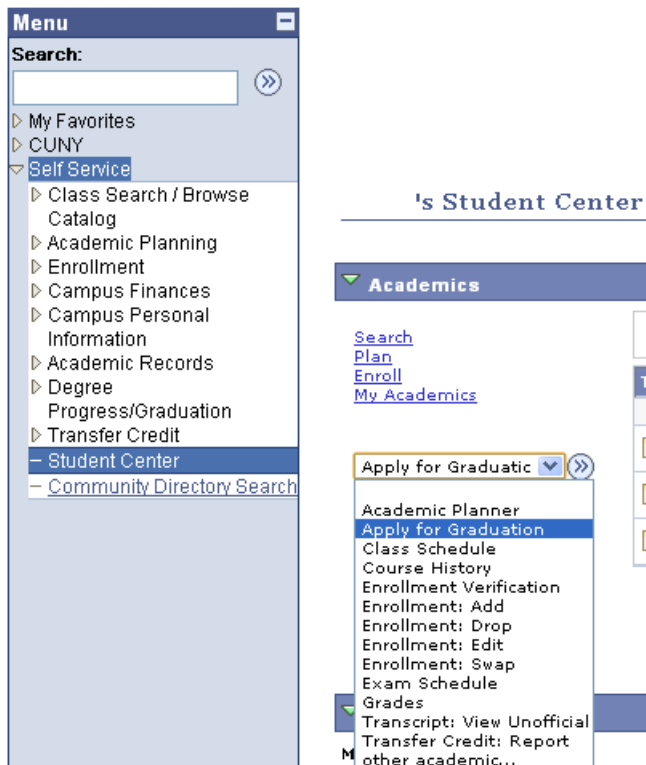 Menu
Search:
My Favorites
CUNY
Self Service
Class Search / Browse
Catalog
Academic Planning
Enrollment
Campus Finances
Campus Personal
Information
Academic Records
Degree
Progress/Graduation
Transfer Credit
Student Center
Community Directory Search
's Student Center
Academics
Search
Plan
Enroll
My Academics
Apply for Graduatic
Academic Planner
Apply for Graduation
Class Schedule
Course History
Enrollment Verification
Enrollment: Add
Enrollment: Drop
Enrollment: Edit
Enrollment: Swap
Exam Schedule
Grades
Transcript: View Unofficial
Transfer Credit: Report
other academic...